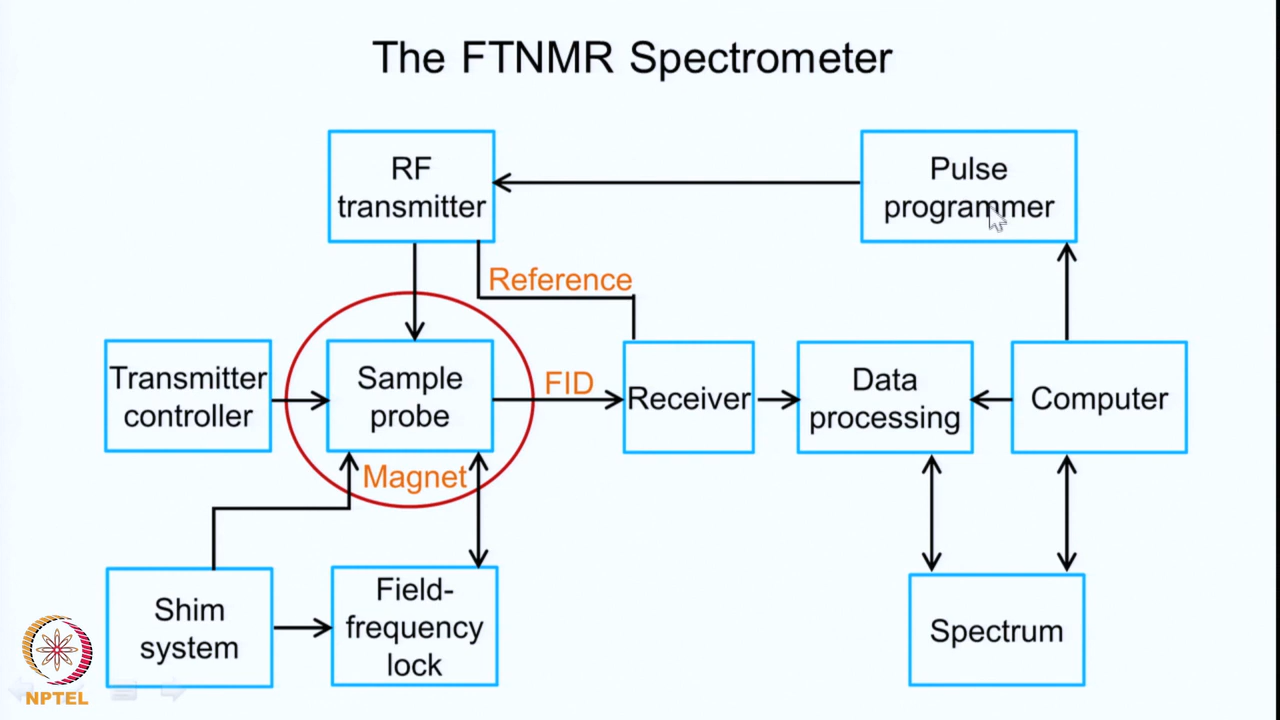 The FTNMR Spectrometer
RF
transmitter
Pulse
programmer
Reference
Transmitter
controller
Sample
probe
FID
Receiver
Data
processing
Computer
Magnet
Shim
system
Field-
frequency
lock
Spectrum
NPTEL